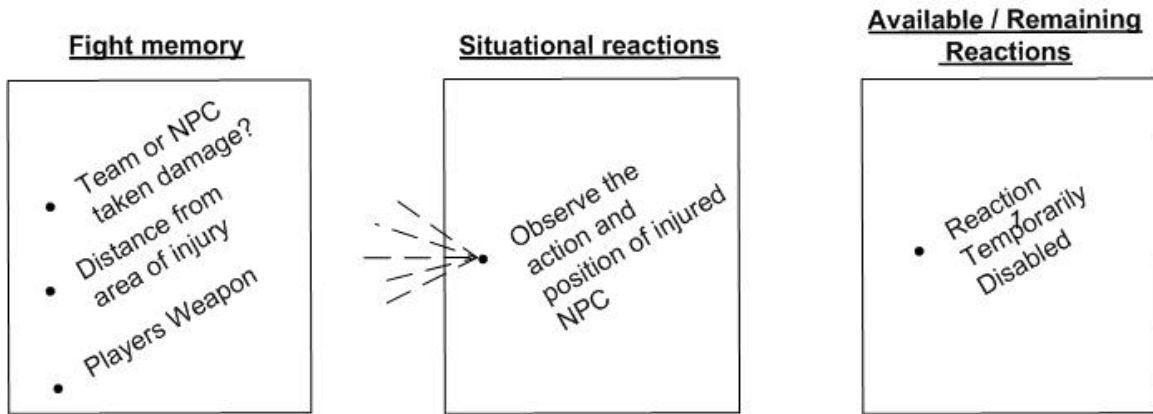 Fight memory
Team or NPC
taken damage?
Distance from
area of injury
Players Weapon
Situational reactions
Observe the
action and
position of injured
NPC
Available / Remaining
Reactions
Reaction
1
Temporarily
Disabled